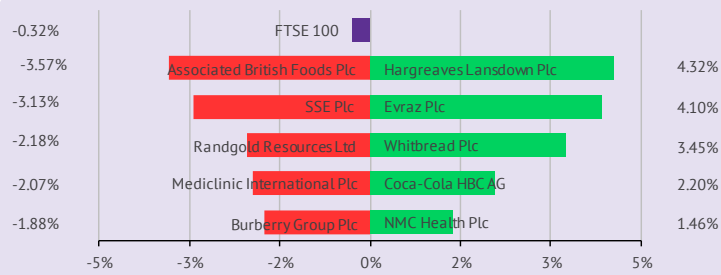 -0.32% FTSE 100
-3.57% Associated British Foods Plc Hargreaves Lansdown Plc 4.32%
-3.13% SSE Plc Evraz Plc 4.10%
-2.18% Randgold Resources Ltd Whitbread Plc 3.45%
-2.07% Mediclinic International Plc Coca-Cola HBC AG 2.20%
-1.88% Burberry Group Plc NMC Health Plc 1.46%
-5% -3% -2% 0% 2% 3% 5%